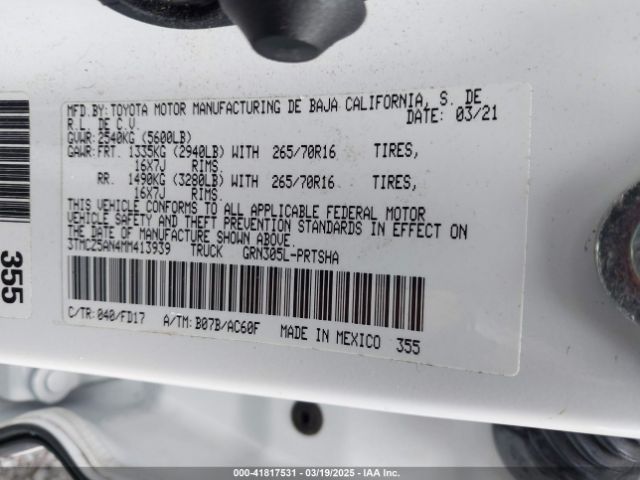 MFD.BY:TOYOTA MOTOR MANUFACTURING DE BAJA CALIFORNIA, S. DE
R.L. DE C.V. DATE: 03/21
GVWR:2540KG (5600LB)
GAWR:FRT. 1335KG (2940LB) WITH 265/70R16 TIRES,
16X7J RIMS.
RR. 1490KG (3280LB) WITH 265/70R16 TIRES,
16X7J RIMS.
THIS VEHICLE CONFORMS TO ALL APPLICABLE FEDERAL MOTOR
VEHICLE SAFETY AND THEFT PREVENTION STANDARDS IN EFFECT ON
THE DATE OF MANUFACTURE SHOWN ABOVE.
3TMCZ5AN4MM413939 TRUCK GRN305L-PRTSHA
C/TR:040/FD17 A/TM:B07B/AC60F MADE IN MEXICO 355
355
000-41817531 | 03/19/2025 | IAA Inc.